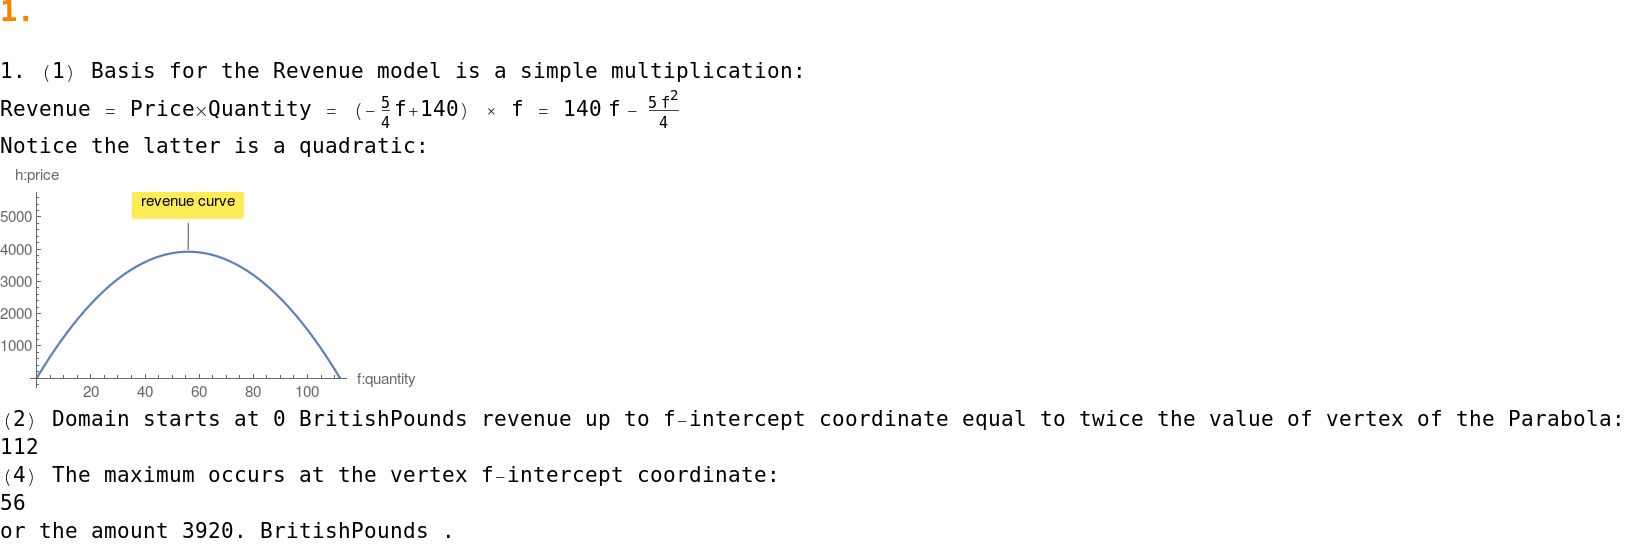 1.
1. (1) Basis for the Revenue model is a simple multiplication:
Revenue = Price×Quantity = (-5/4 f+140) × f = 140 f - 5 f²/4
Notice the latter is a quadratic:
h:price
revenue curve
5000
4000
3000
2000
1000
20 40 60 80 100
f:quantity
(2) Domain starts at 0 BritishPounds revenue up to f-intercept coordinate equal to twice the value of vertex of the Parabola:
112
(4) The maximum occurs at the vertex f-intercept coordinate:
56
or the amount 3920. BritishPounds .